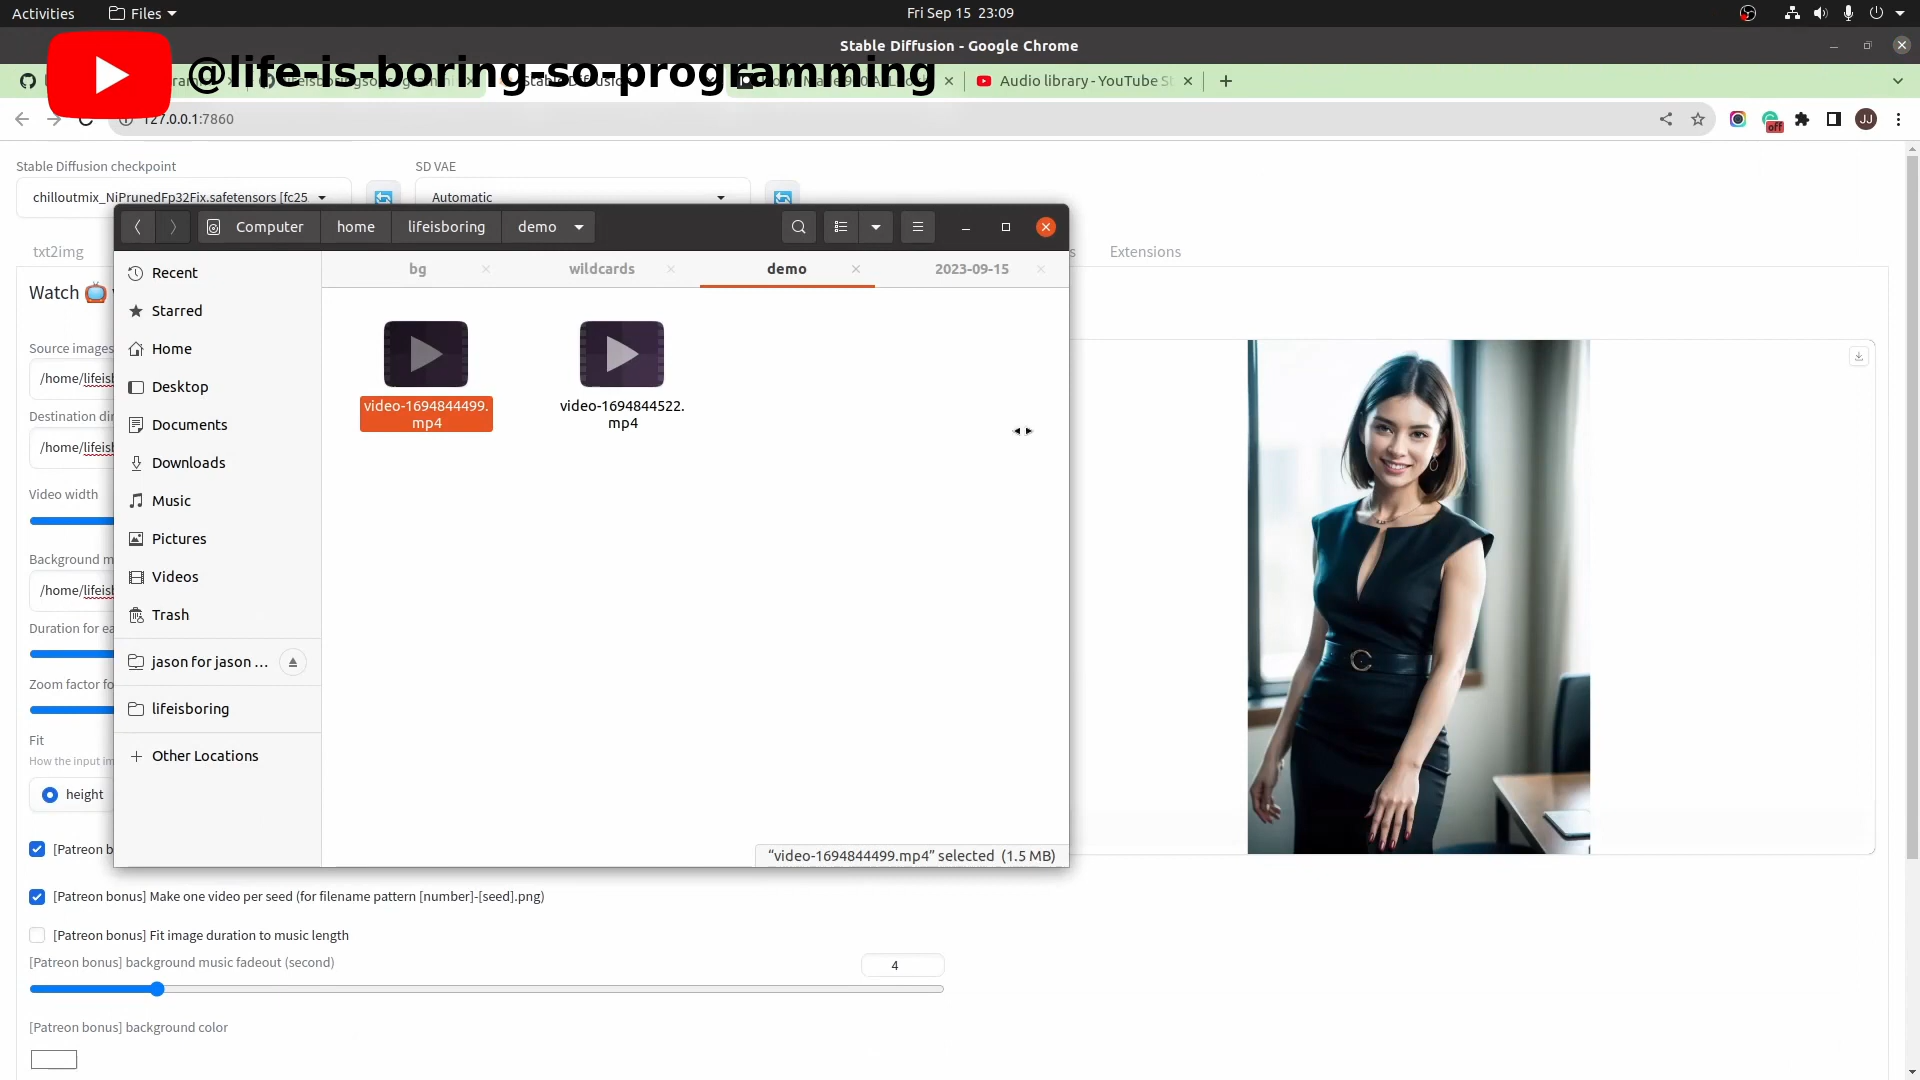 Activities
Files
Fri Sep 15 23:09
Stable Diffusion - Google Chrome
@life-is-boring-so-programming
Audio library - YouTube S
127.0.0.1:7860
off
JJ
Stable Diffusion checkpoint
SD VAE
chilloutmix_NiPrunedFp32Fix.safetensors [fc25
Automatic
Computer
home
lifeisboring
demo
txt2img
Extensions
Recent
bg
wildcards
demo
2023-09-15
Watch
Starred
Home
Source images
/home/lifeisb
Desktop
video-1694844499.
mp4
video-1694844522.
mp4
Destination dir
Documents
/home/lifeisb
Downloads
Video width
Music
Pictures
Background m
Videos
/home/lifeisb
Trash
Duration for ea
jason for jason ...
Zoom factor fo
lifeisboring
Fit
Other Locations
How the input im
height
[Patreon b
“video-1694844499.mp4” selected (1.5 MB)
[Patreon bonus] Make one video per seed (for filename pattern [number]-[seed].png)
[Patreon bonus] Fit image duration to music length
[Patreon bonus] background music fadeout (second)
4
[Patreon bonus] background color